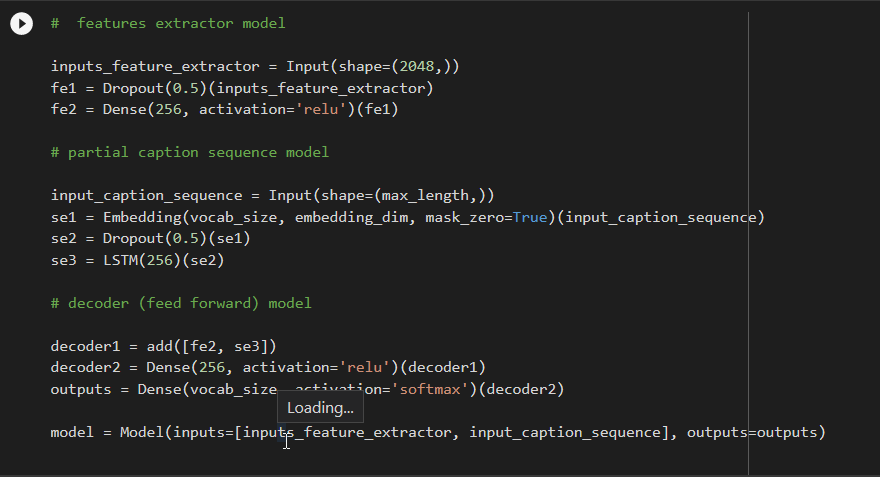 #  features extractor model
inputs_feature_extractor = Input(shape=(2048,))
fe1 = Dropout(0.5)(inputs_feature_extractor)
fe2 = Dense(256, activation='relu')(fe1)
# partial caption sequence model
input_caption_sequence = Input(shape=(max_length,))
se1 = Embedding(vocab_size, embedding_dim, mask_zero=True)(input_caption_sequence)
se2 = Dropout(0.5)(se1)
se3 = LSTM(256)(se2)
# decoder (feed forward) model
decoder1 = add([fe2, se3])
decoder2 = Dense(256, activation='relu')(decoder1)
outputs = Dense(vocab_size, activation='softmax')(decoder2)
Loading...
model = Model(inputs=[inputs_feature_extractor, input_caption_sequence], outputs=outputs)